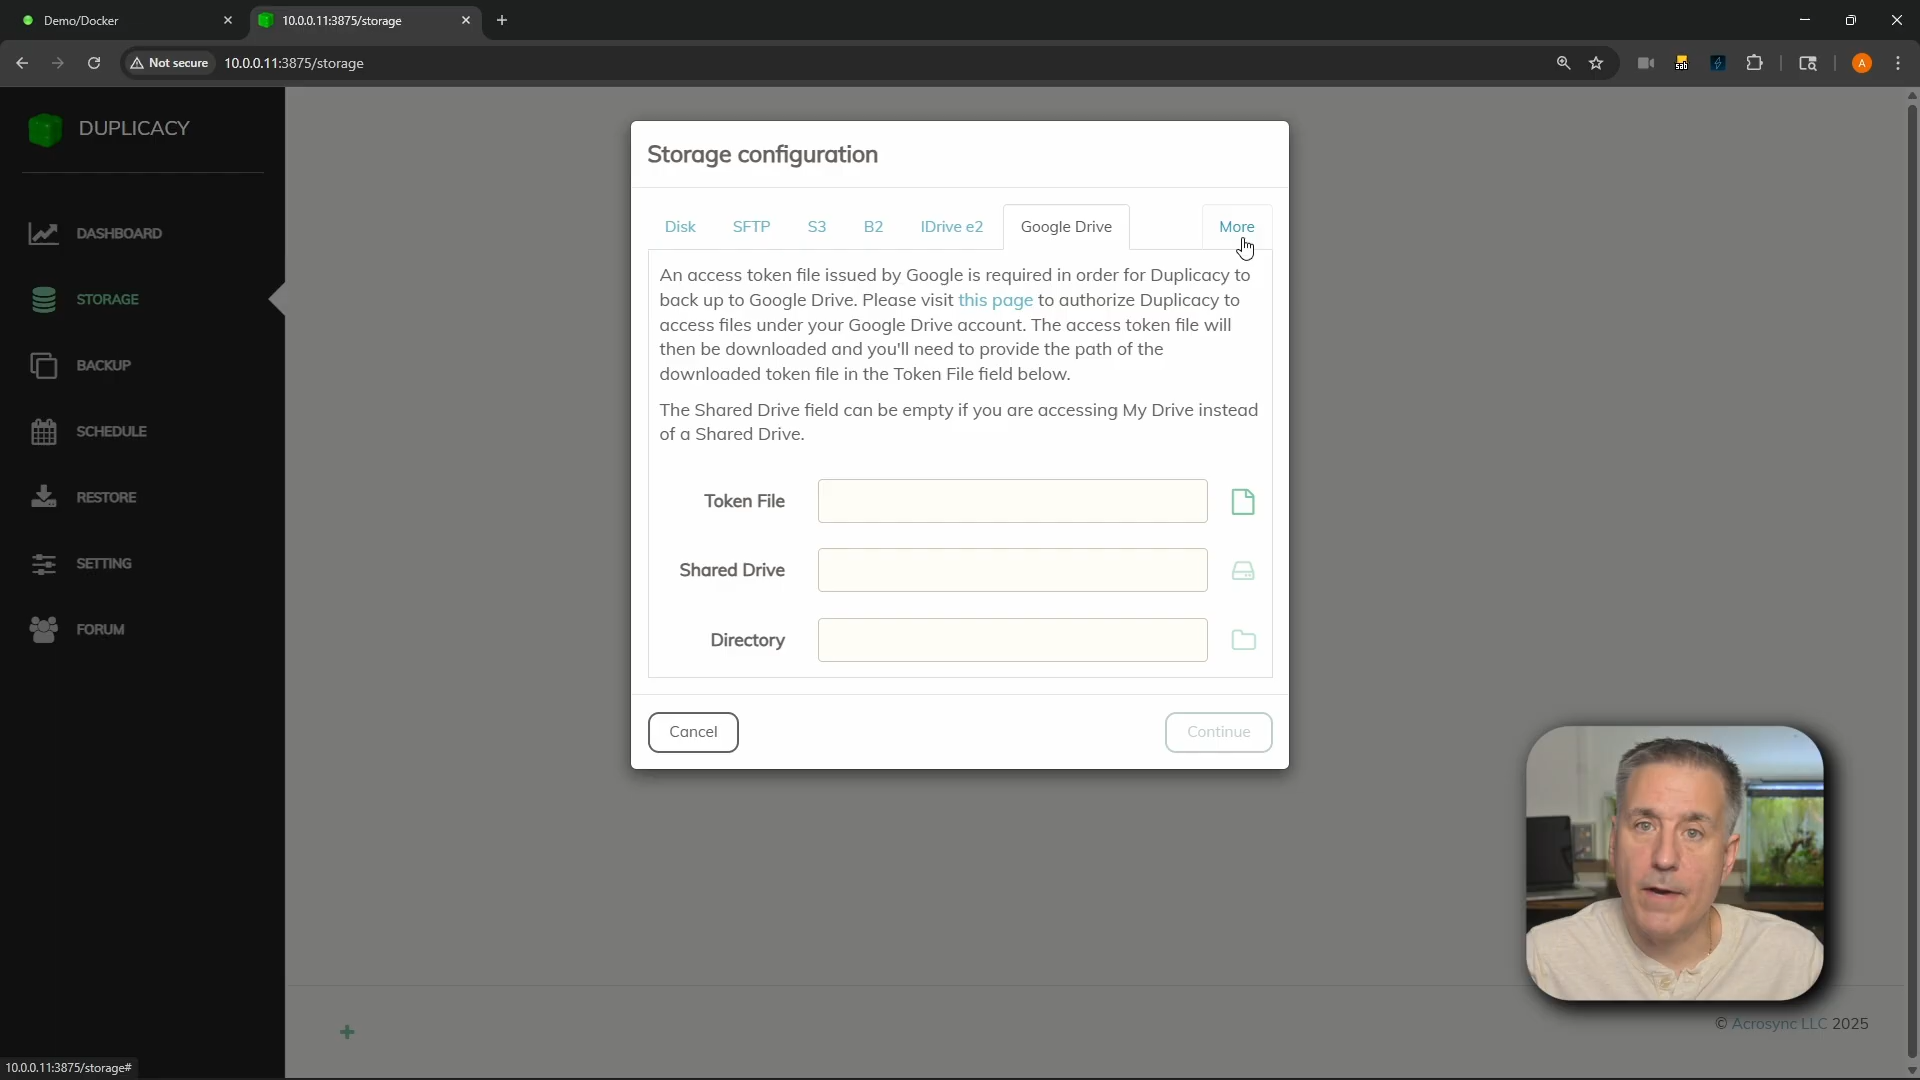 Demo/Docker
10.0.0.11:3875/storage
Not secure
10.0.0.11:3875/storage
sab
A
DUPLICACY
DASHBOARD
STORAGE
BACKUP
SCHEDULE
RESTORE
SETTING
FORUM
Storage configuration
Disk
SFTP
S3
B2
IDrive e2
Google Drive
More
An access token file issued by Google is required in order for Duplicacy to
back up to Google Drive. Please visit this page to authorize Duplicacy to
access files under your Google Drive account. The access token file will
then be downloaded and you'll need to provide the path of the
downloaded token file in the Token File field below.
The Shared Drive field can be empty if you are accessing My Drive instead
of a Shared Drive.
Token File
Shared Drive
Directory
Cancel
Continue
© Acrosync LLC 2025
10.0.0.11:3875/storage#